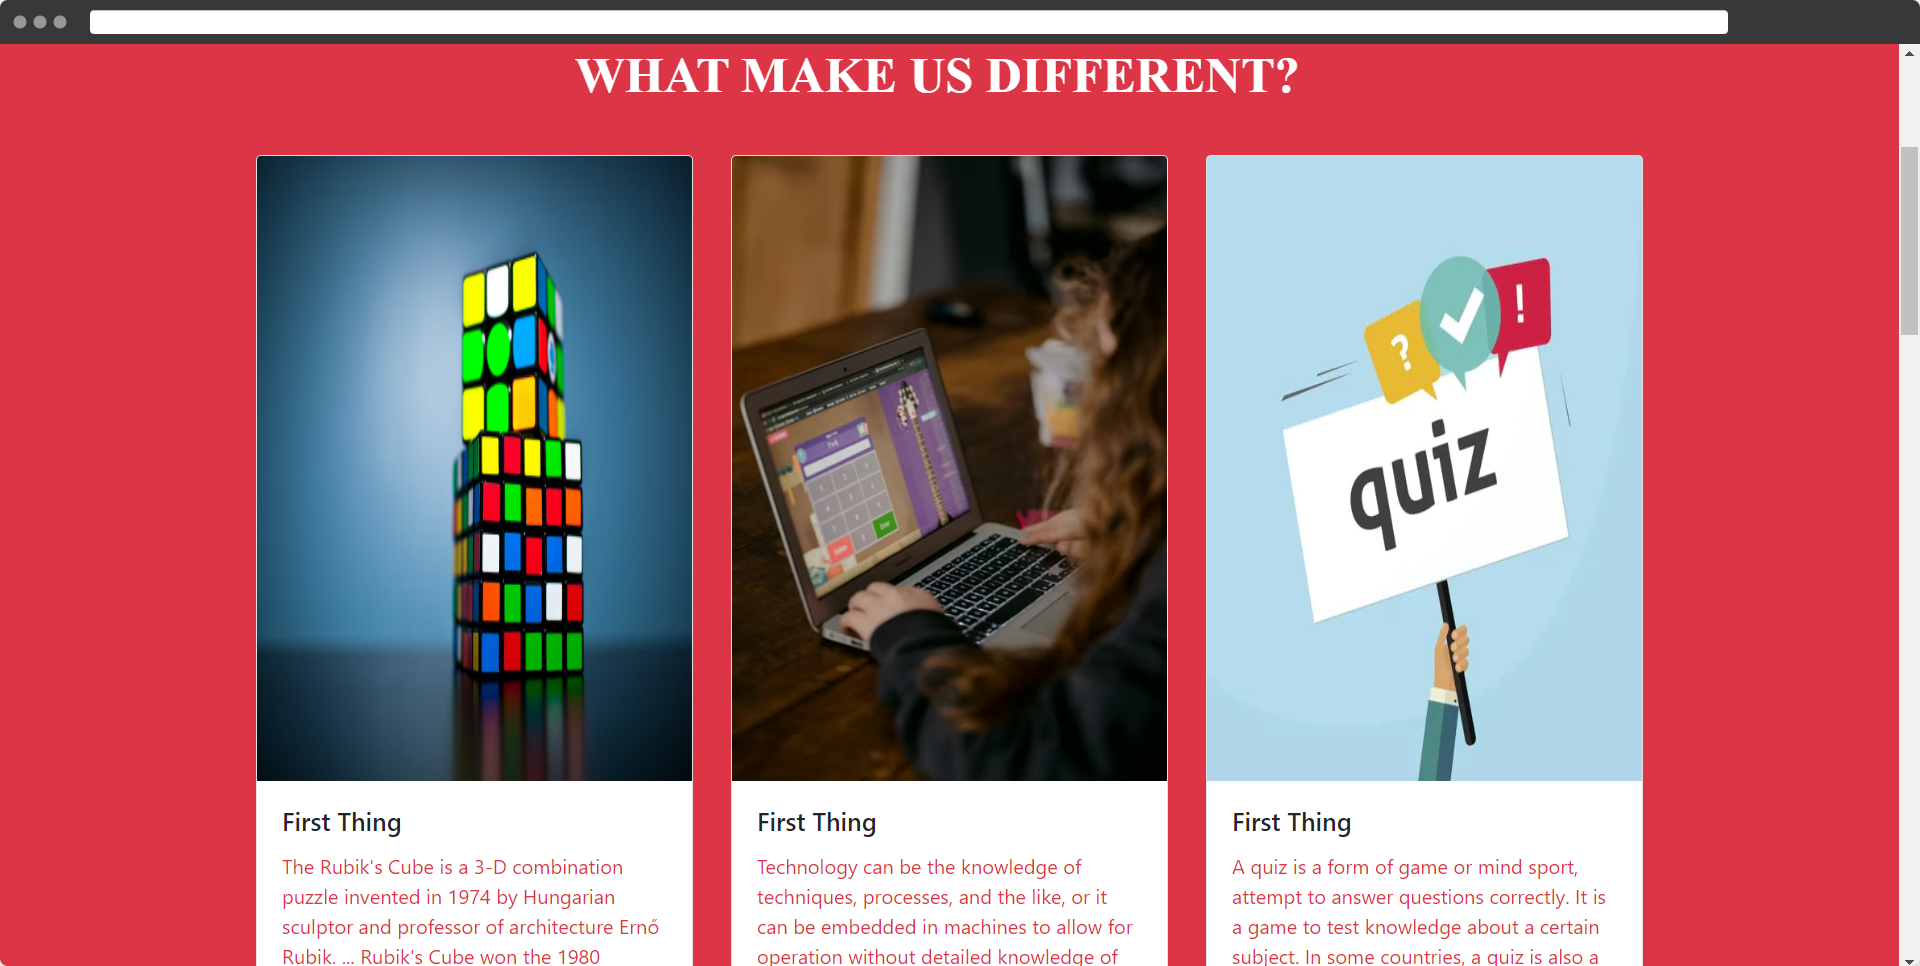 WHAT MAKE US DIFFERENT?
?
!
quiz
First Thing
The Rubik's Cube is a 3-D combination
puzzle invented in 1974 by Hungarian
sculptor and professor of architecture Ernő
Rubik. ... Rubik's Cube won the 1980
First Thing
Technology can be the knowledge of
techniques, processes, and the like, or it
can be embedded in machines to allow for
operation without detailed knowledge of
First Thing
A quiz is a form of game or mind sport,
attempt to answer questions correctly. It is
a game to test knowledge about a certain
subject. In some countries, a quiz is also a